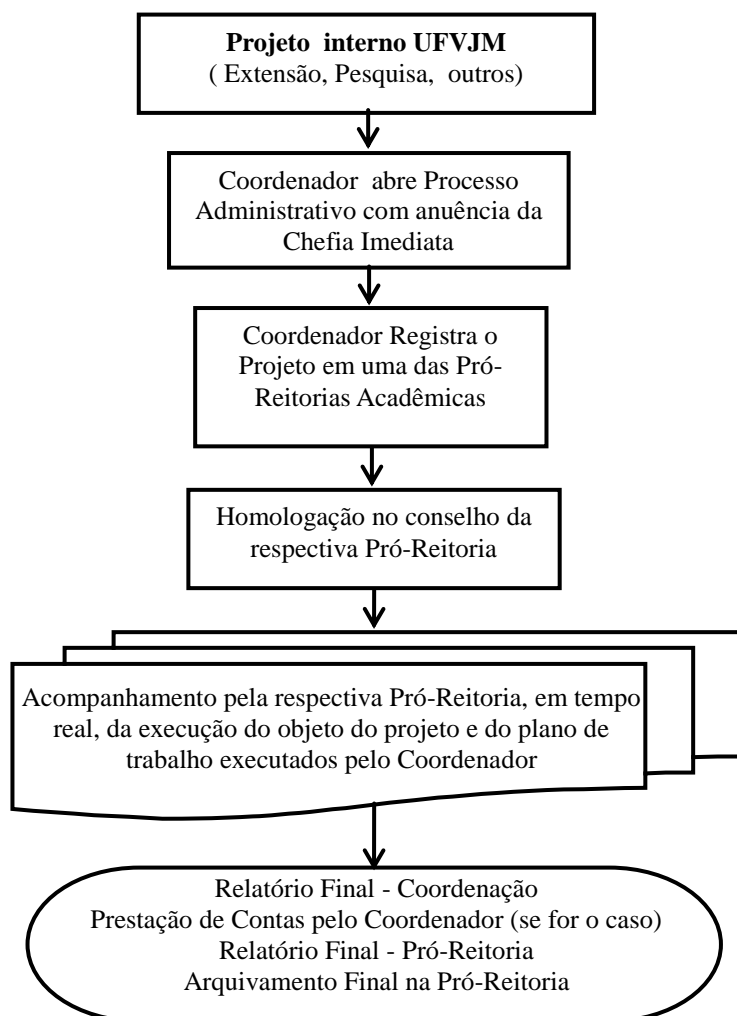 Projeto interno UFVJM
( Extensão, Pesquisa, outros)
Coordenador abre Processo
Administrativo com anuência da
Chefia Imediata
Coordenador Registra o
Projeto em uma das Pró-
Reitorias Acadêmicas
Homologação no conselho da
respectiva Pró-Reitoria
Acompanhamento pela respectiva Pró-Reitoria, em tempo
real, da execução do objeto do projeto e do plano de
trabalho executados pelo Coordenador
Relatório Final - Coordenação
Prestação de Contas pelo Coordenador (se for o caso)
Relatório Final - Pró-Reitoria
Arquivamento Final na Pró-Reitoria